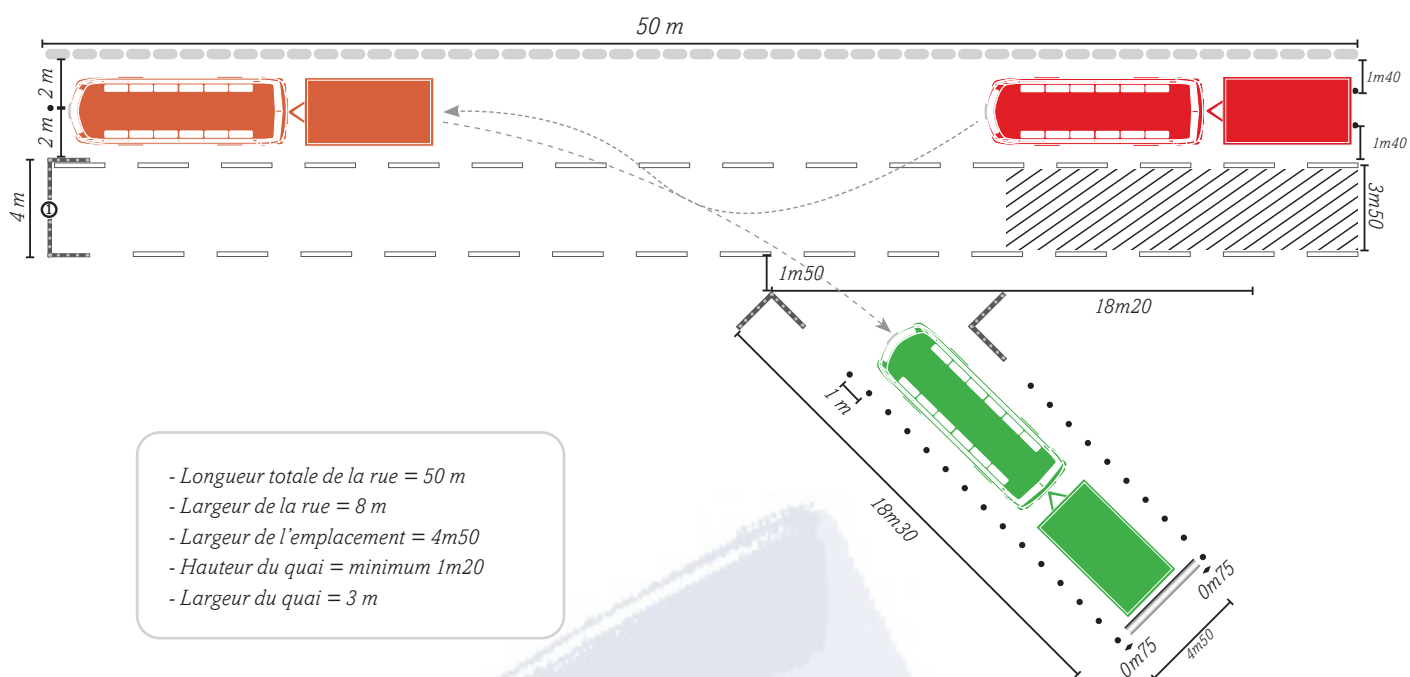 50 m
2 m
2 m
1m40
1m40
4 m
1
3m50
1m50
18m20
1 m
18m30
0m75
4m50
0m75
- Longueur totale de la rue = 50 m
- Largeur de la rue = 8 m
- Largeur de l'emplacement = 4m50
- Hauteur du quai = minimum 1m20
- Largeur du quai = 3 m